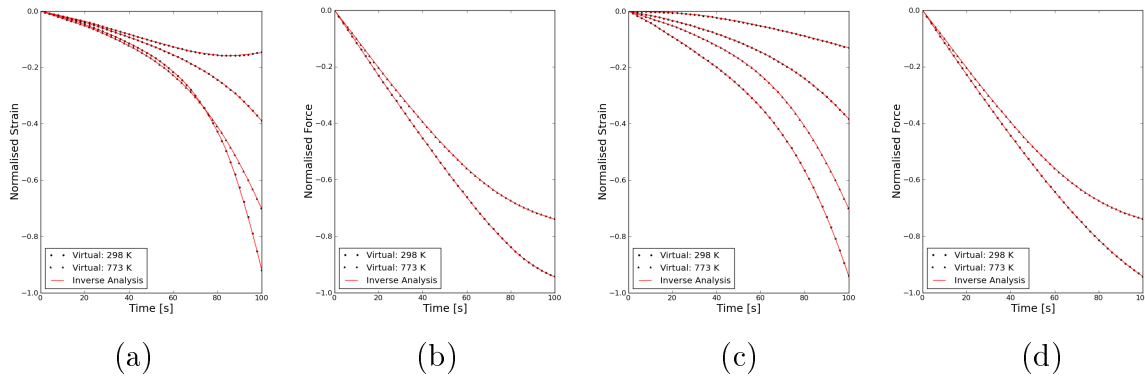 0.0
−0.2
−0.4
−0.6
−0.8
−1.0
Normalised Strain
Virtual: 298 K
Virtual: 773 K
Inverse Analysis
0 20 40 60 80 100
Time [s]
(a)
0.0
−0.2
−0.4
−0.6
−0.8
−1.0
Normalised Force
Virtual: 298 K
Virtual: 773 K
Inverse Analysis
0 20 40 60 80 100
Time [s]
(b)
0.0
−0.2
−0.4
−0.6
−0.8
−1.0
Normalised Strain
Virtual: 298 K
Virtual: 773 K
Inverse Analysis
0 20 40 60 80 100
Time [s]
(c)
0.0
−0.2
−0.4
−0.6
−0.8
−1.0
Normalised Force
Virtual: 298 K
Virtual: 773 K
Inverse Analysis
0 20 40 60 80
Time [s]
(d)